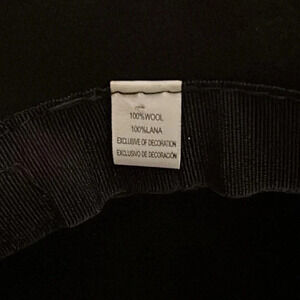 100%WOOL
100%LANA
EXCLUSIVE OF DECORATION
EXCLUSIVO DE DECORACIÓN